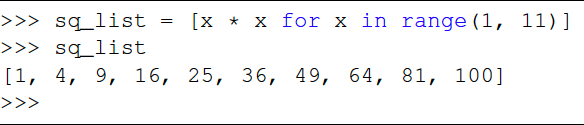 >>> sq_list = [x * x for x in range(1, 11)]
>>> sq_list
[1, 4, 9, 16, 25, 36, 49, 64, 81, 100]
>>>